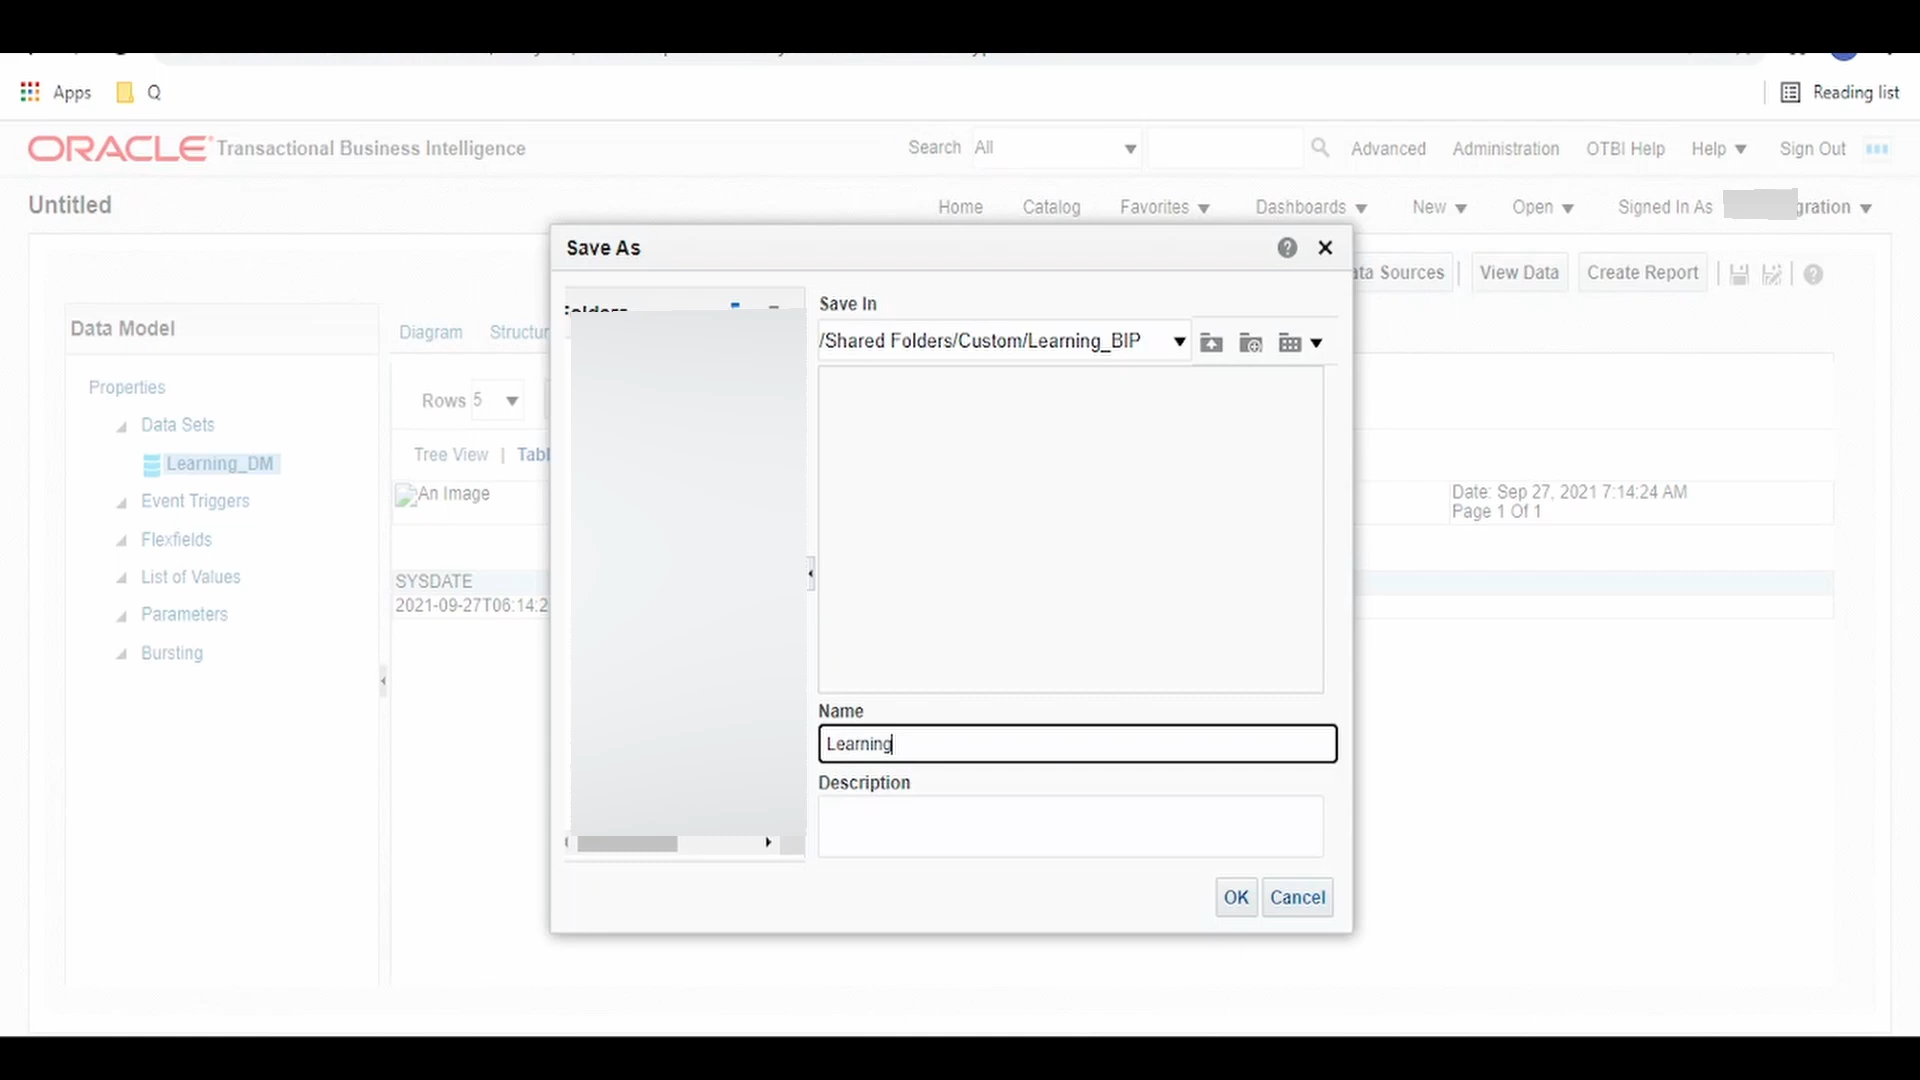 Apps Q Reading list
ORACLE Transactional Business Intelligence Search All Advanced Administration OTBI Help Help Sign Out
Untitled Home Catalog Favorites Dashboards New Open Signed In As gration
Save As
ata Sources View Data Create Report
Data Model
Diagram Structur
Properties
Data Sets
Learning_DM
Event Triggers
Flexfields
List of Values
Parameters
Bursting
Rows 5
Tree View | Tabl
An Image
Date: Sep 27, 2021 7:14:24 AM
Page 1 Of 1
SYSDATE
2021-09-27T06:14:2
Save In
/Shared Folders/Custom/Learning_BIP
Name
Learning
Description
OK Cancel